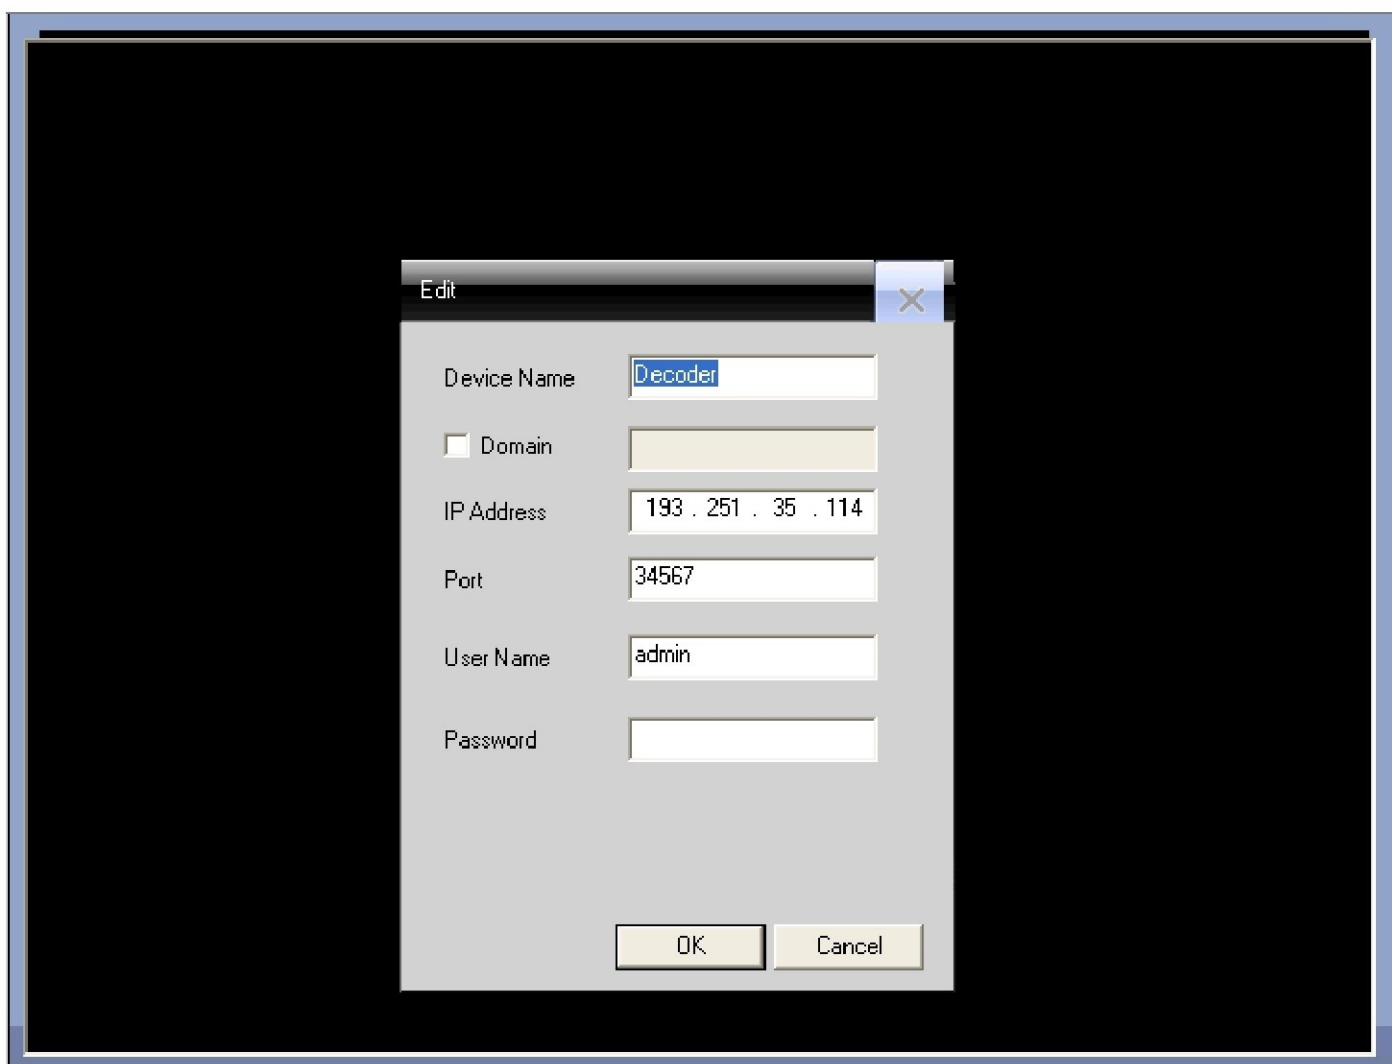 Edit
Device Name Decoder
Domain
IP Address 193 . 251 . 35 . 114
Port 34567
User Name admin
Password
OK Cancel